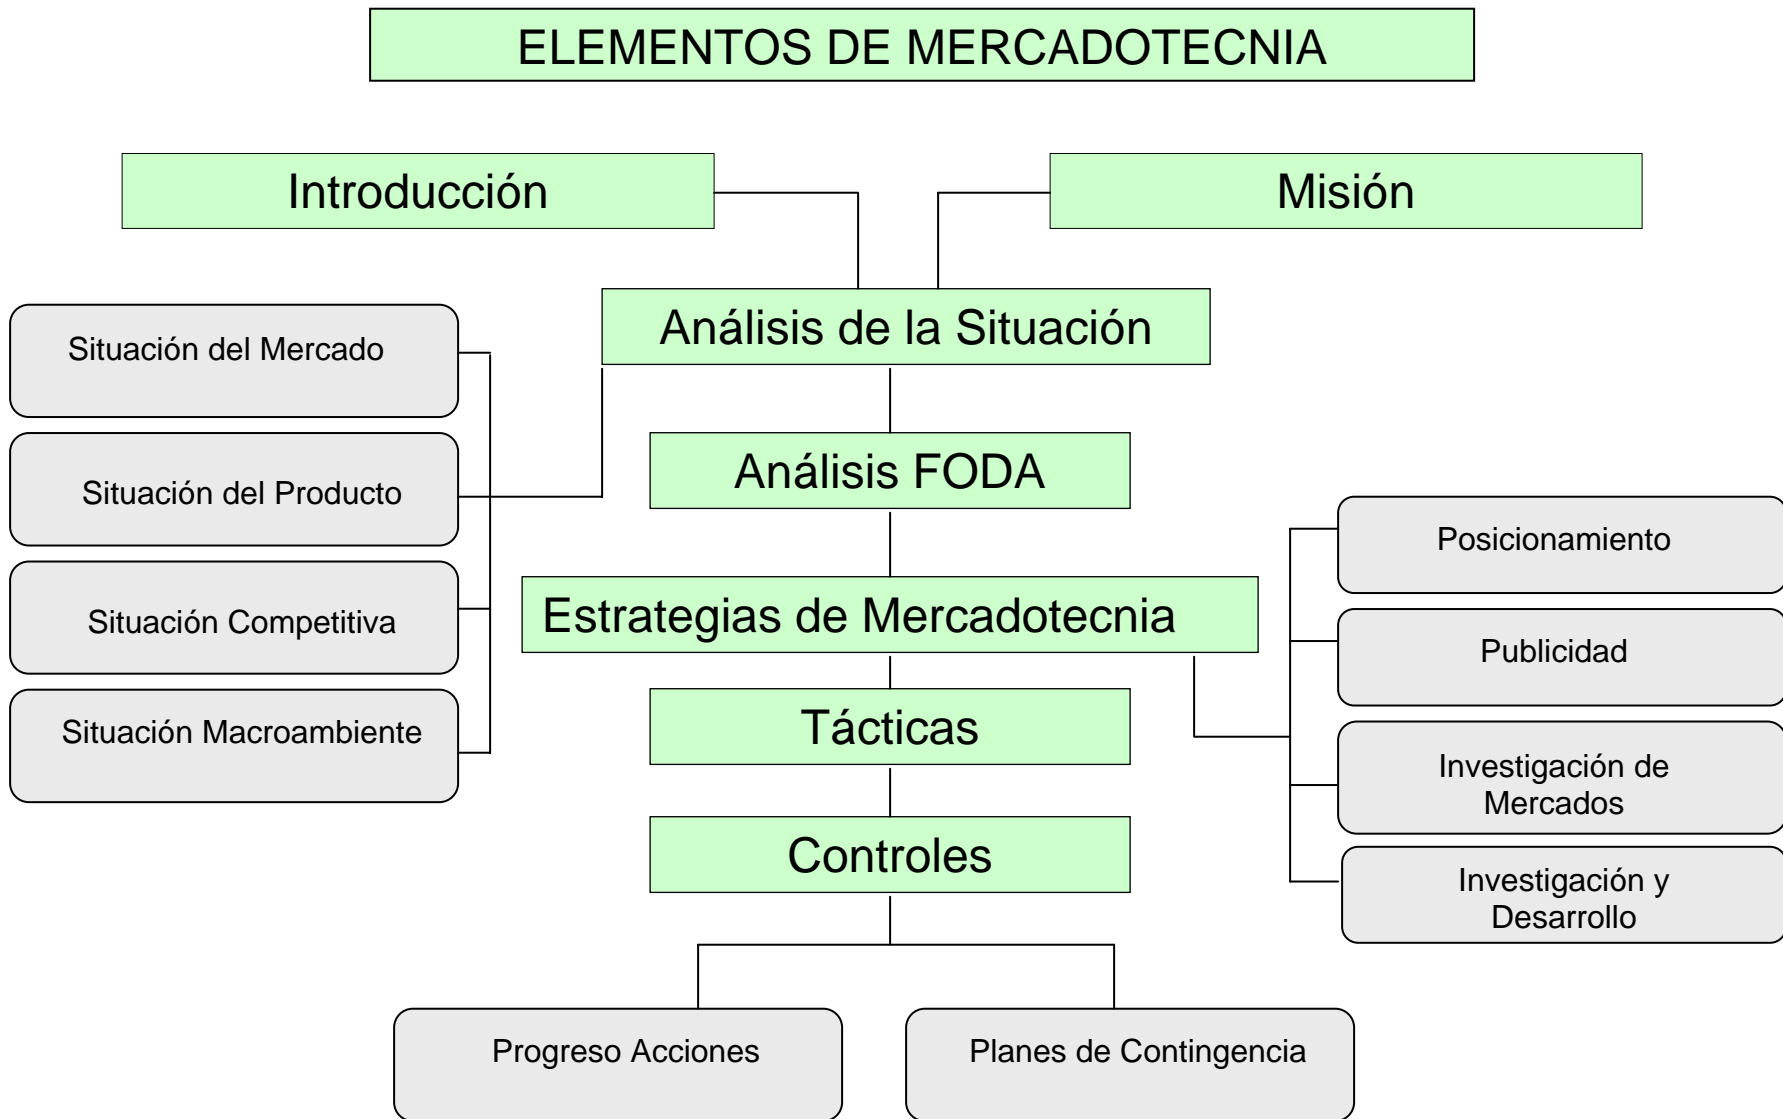 ELEMENTOS DE MERCADOTECNIA
Introducción
Misión
Análisis de la Situación
Situación del Mercado
Situación del Producto
Situación Competitiva
Situación Macroambiente
Análisis FODA
Estrategias de Mercadotecnia
Posicionamiento
Publicidad
Investigación de
Mercados
Investigación y
Desarrollo
Tácticas
Controles
Progreso Acciones
Planes de Contingencia